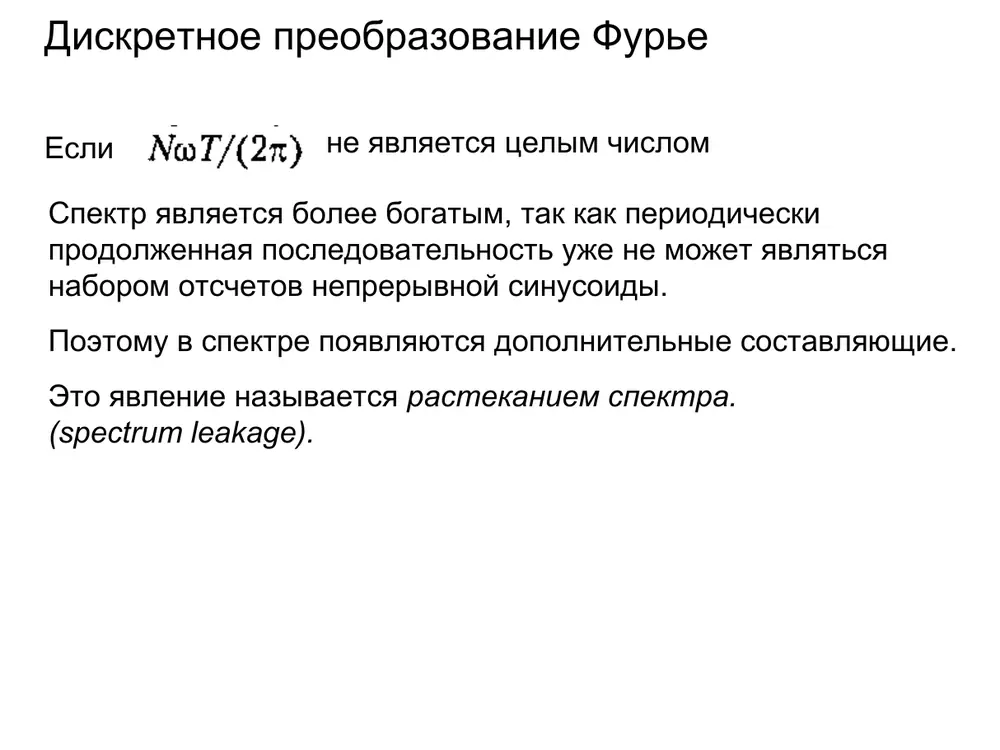 Дискретное преобразование Фурье
Если NωT/(2π) не является целым числом
Спектр является более богатым, так как периодически
продолженная последовательность уже не может являться
набором отсчетов непрерывной синусоиды.
Поэтому в спектре появляются дополнительные составляющие.
Это явление называется растеканием спектра.
(spectrum leakage).